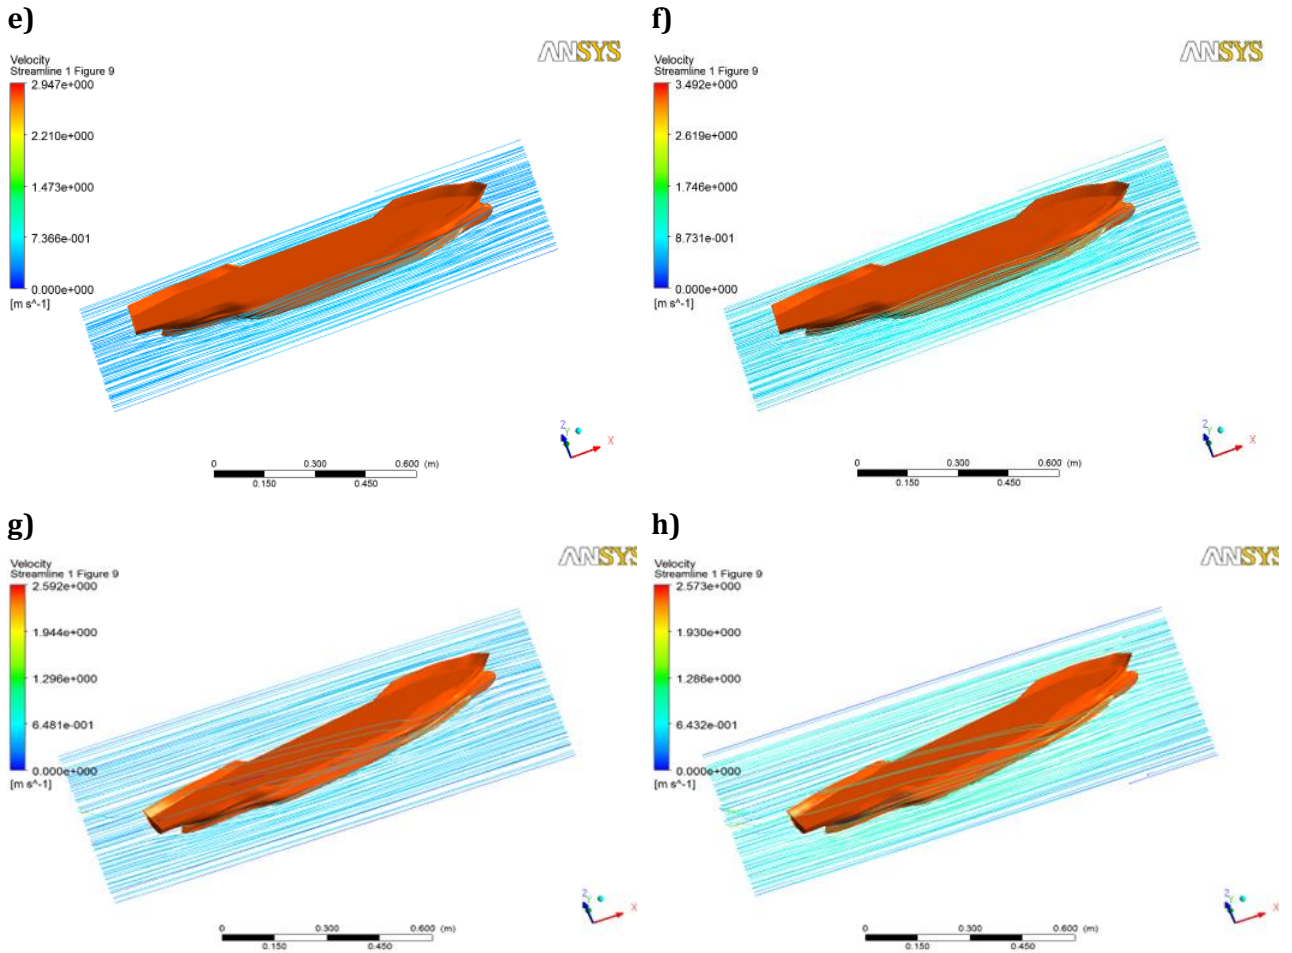 e)
ANSYS
Velocity
Streamline 1 Figure 9
2.947e+000
2.210e+000
1.473e+000
7.366e-001
0.000e+000
[m s^-1]
Z
Y
X
0 0.300 0.600 (m)
0.150 0.450
f)
ANSYS
Velocity
Streamline 1 Figure 9
3.492e+000
2.619e+000
1.746e+000
8.731e-001
0.000e+000
[m s^-1]
Z
Y
X
0 0.300 0.600 (m)
0.150 0.450
g)
ANSYS
Velocity
Streamline 1 Figure 9
2.592e+000
1.944e+000
1.296e+000
6.481e-001
0.000e+000
[m s^-1]
Z
Y
X
0 0.300 0.600 (m)
0.150 0.450
h)
ANSYS
Velocity
Streamline 1 Figure 9
2.573e+000
1.930e+000
1.286e+000
6.432e-001
0.000e+000
[m s^-1]
Z
Y
X
0 0.300 0.600 (m)
0.150 0.450